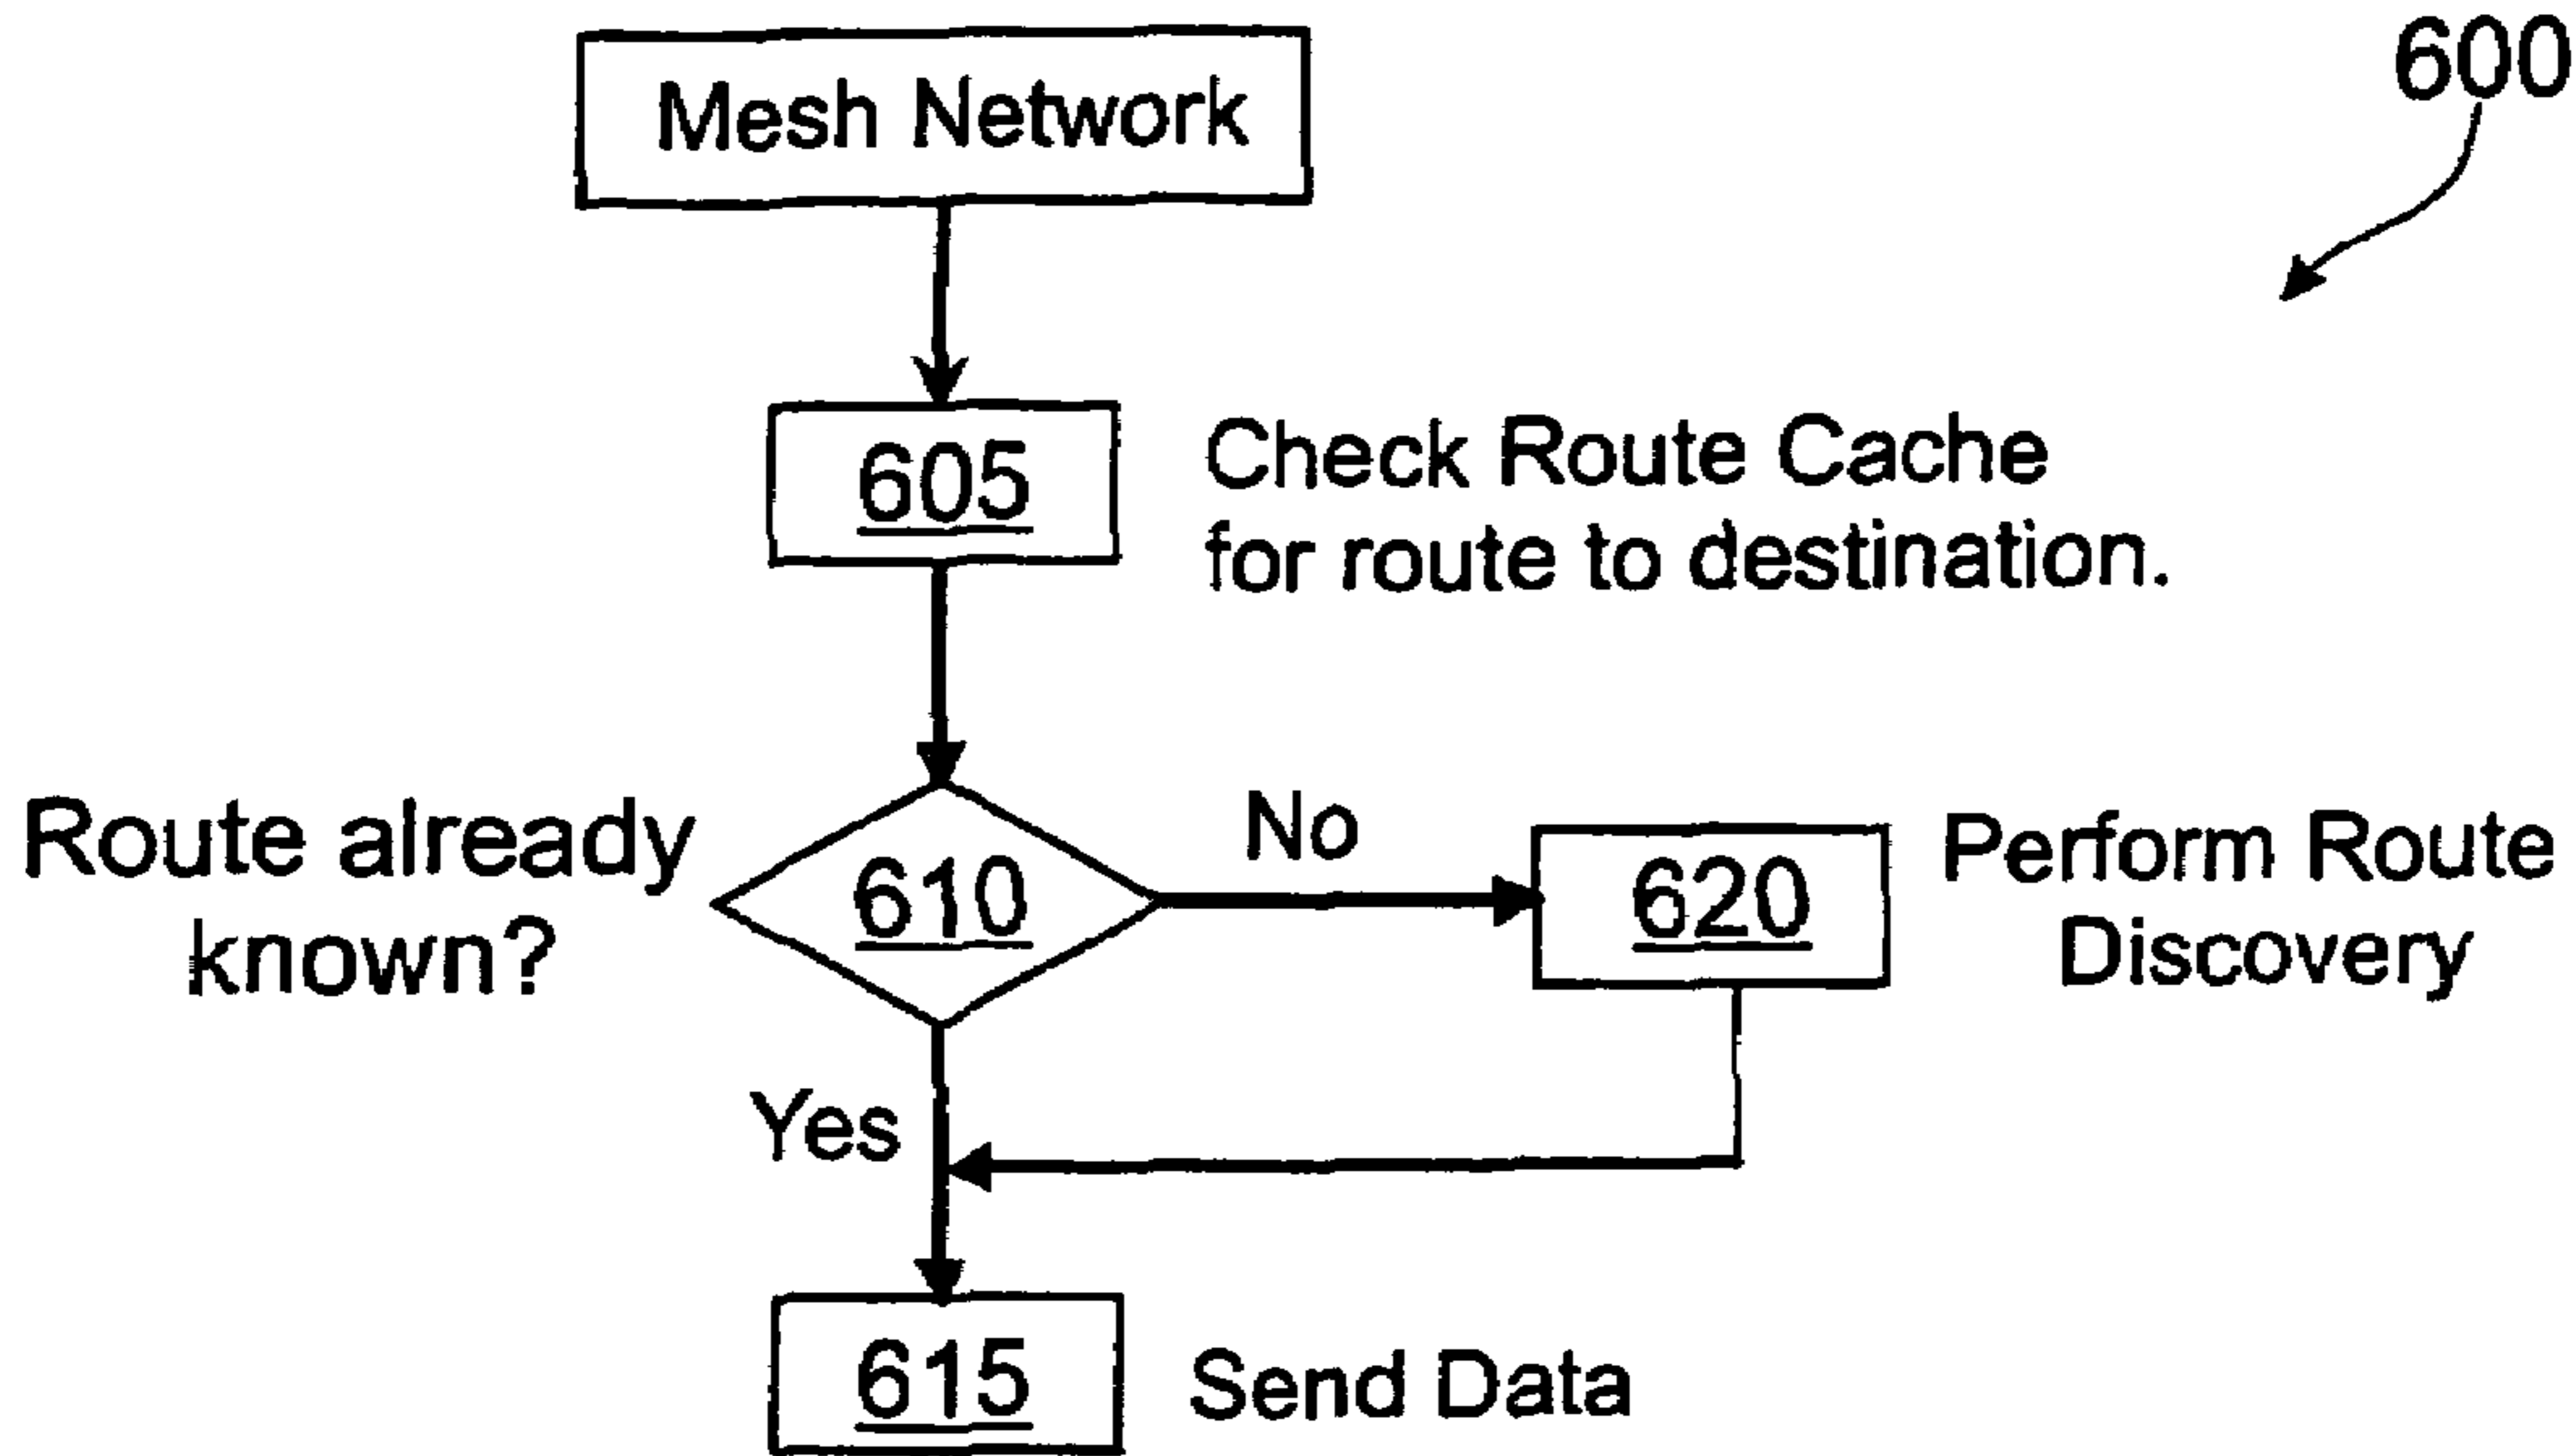 Mesh Network
600
605
Check Route Cache
for route to destination.
Route already
known?
610
No
620
Perform Route
Discovery
Yes
615
Send Data